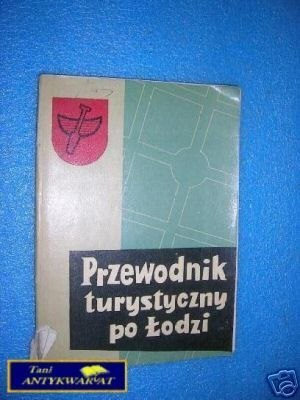 Przewodnik
turystyczny
po Łodzi
Tani
ANTYKWARYAT